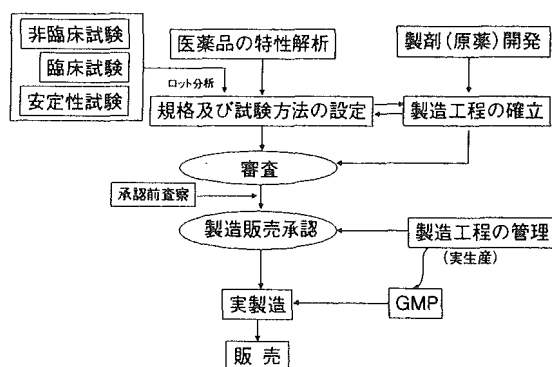 非臨床試験
臨床試験
安定性試験
医薬品の特性解析
製剤（原薬）開発
ロット分析
規格及び試験方法の設定
製造工程の確立
審査
承認前査察
製造販売承認
製造工程の管理
（実生産）
実製造
GMP
販 売